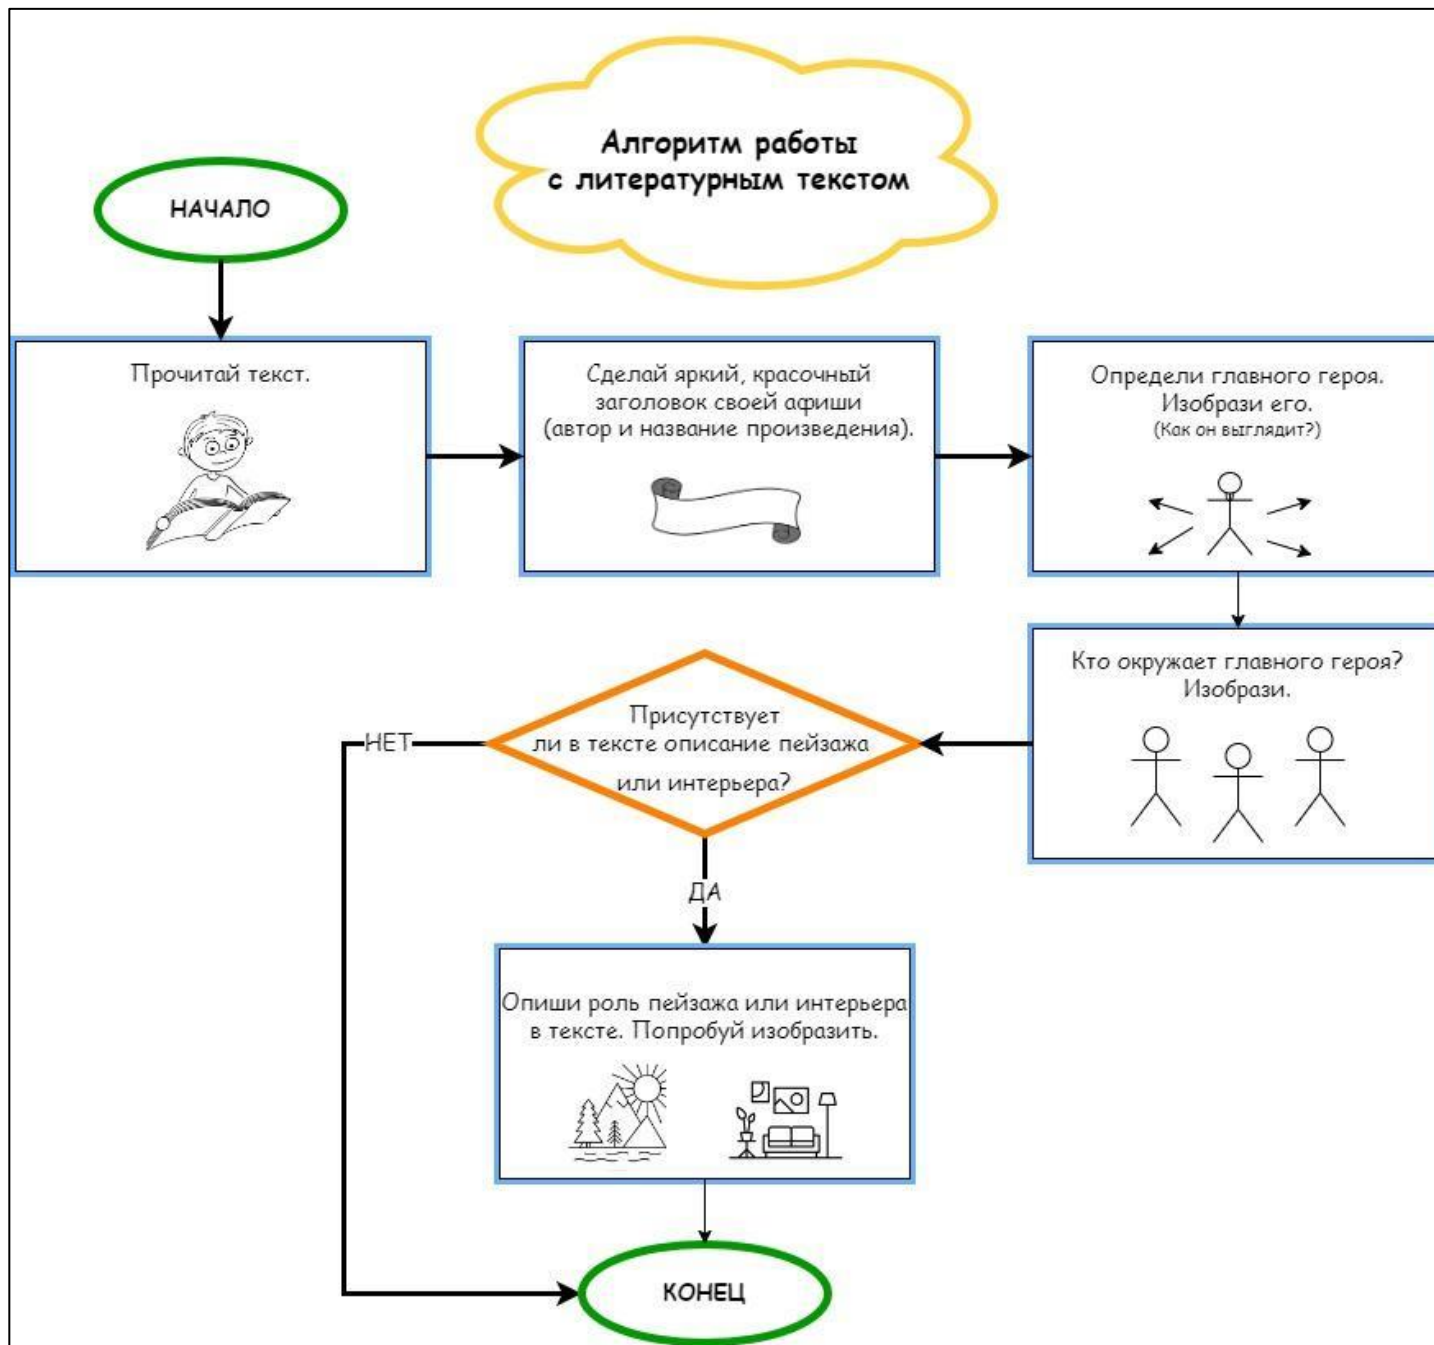 Алгоритм работы
с литературным текстом
НАЧАЛО
Прочитай текст.
Сделай яркий, красочный
заголовок своей афиши
(автор и название произведения).
Определи главного героя.
Изобрази его.
(Как он выглядит?)
Кто окружает главного героя?
Изобрази.
Присутствует
ли в тексте описание пейзажа
или интерьера?
НЕТ
ДА
Опиши роль пейзажа или интерьера
в тексте. Попробуй изобразить.
КОНЕЦ